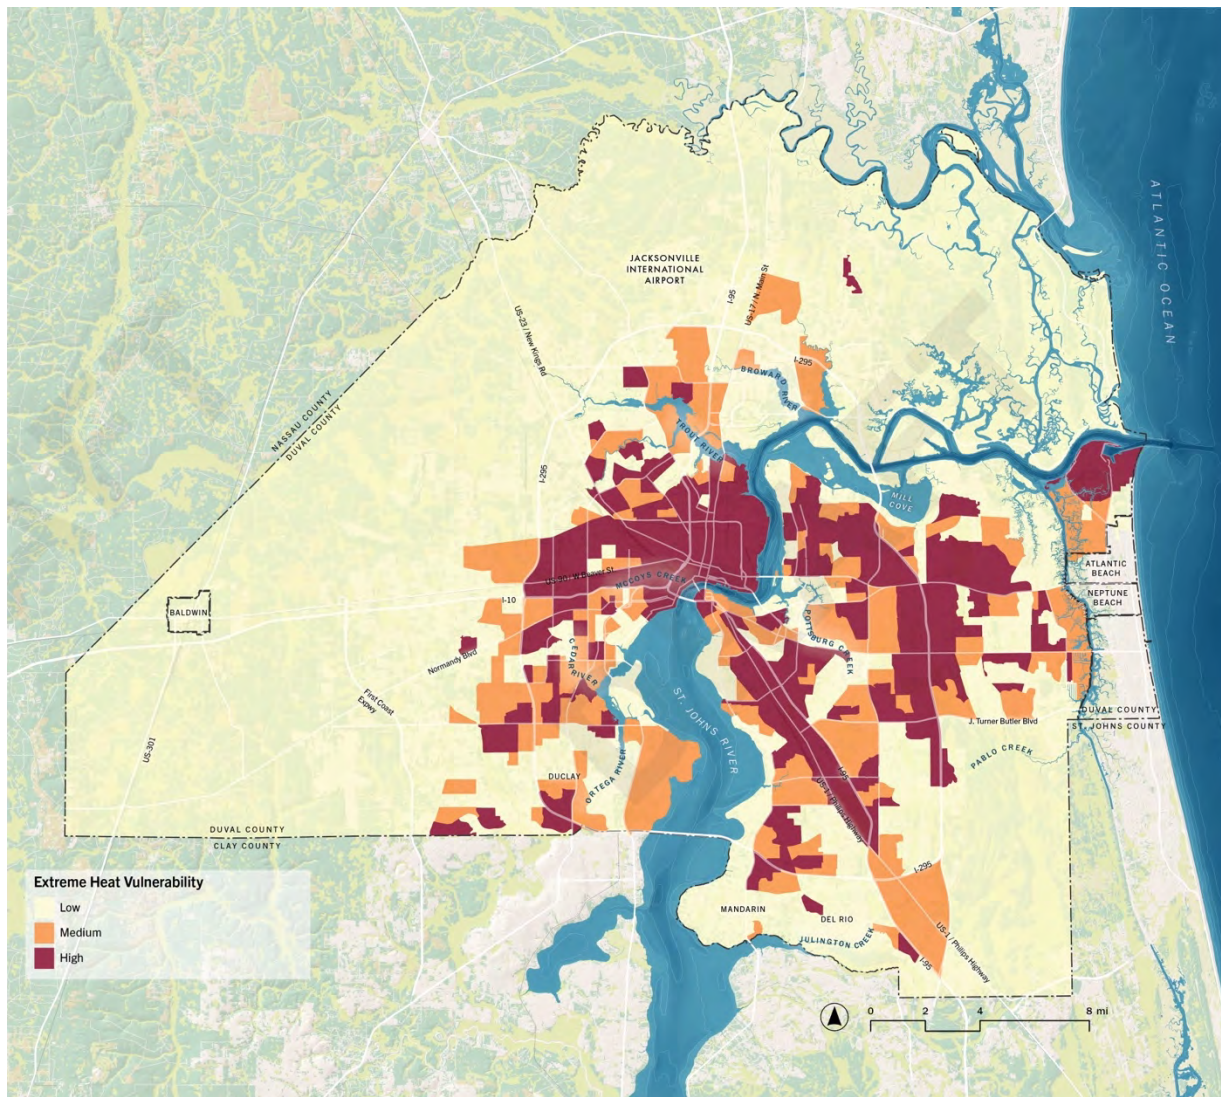 ATLANTIC OCEAN
JACKSONVILLE
INTERNATIONAL
AIRPORT
US-17 / N. Main St
I-95
US-23 / New Kings Rd
I-295
BROWARD RIVER
NASSAU COUNTY
DUVAL COUNTY
TROUT RIVER
I-295
MILL
COVE
US-90 / W Beaver St
MCCOYS CREEK
ATLANTIC
BEACH
NEPTUNE
BEACH
BALDWIN
I-10
POTTSBURG CREEK
Normandy Blvd
CEDAR RIVER
First Coast
Expwy
ST. JOHNS RIVER
DUVAL COUNTY
ST. JOHNS COUNTY
J. Turner Butler Blvd
US-301
PABLO CREEK
DUCLAY
ORTEGA RIVER
I-95
US-1 / Philips Highway
DUVAL COUNTY
CLAY COUNTY
I-295
Extreme Heat Vulnerability
Low
Medium
High
MANDARIN
DEL RIO
JULINGTON CREEK
I-95
US-1 / Philips Highway
0 2 4 8 mi